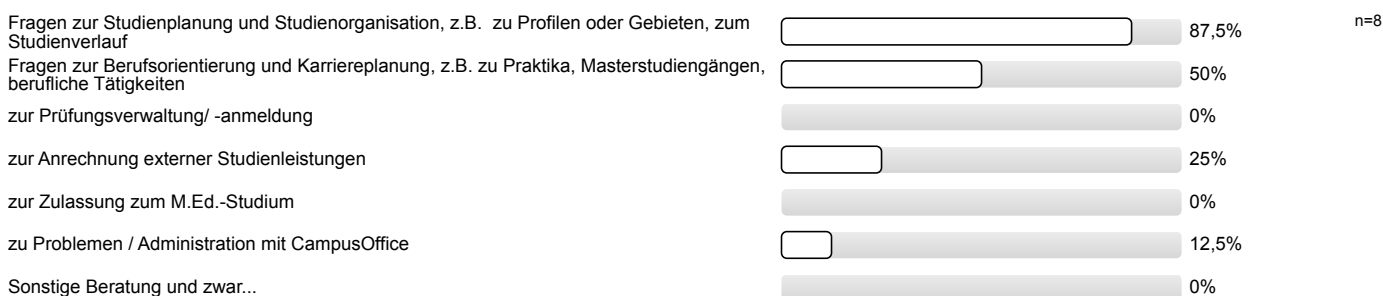 Fragen zur Studienplanung und Studienorganisation, z.B. zu Profilen oder Gebieten, zum
Studienverlauf
87,5%
n=8
Fragen zur Berufsorientierung und Karriereplanung, z.B. zu Praktika, Masterstudiengängen,
berufliche Tätigkeiten
50%
zur Prüfungsverwaltung/ -anmeldung
0%
zur Anrechnung externer Studienleistungen
25%
zur Zulassung zum M.Ed.-Studium
0%
zu Problemen / Administration mit CampusOffice
12,5%
Sonstige Beratung und zwar...
0%